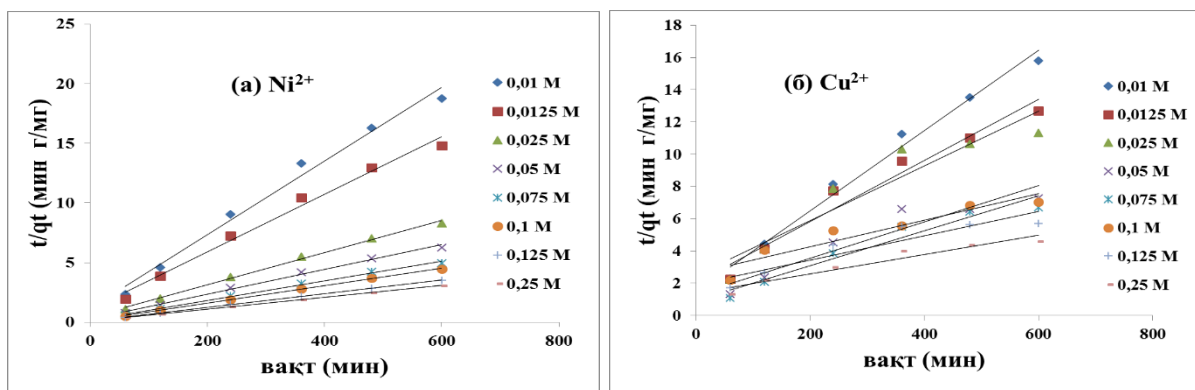 25
20
15
10
5
0
t/qt (мин г/мг)
(а) Ni²⁺
0,01 М
0,0125 М
0,025 М
0,05 М
0,075 М
0,1 М
0,125 М
0,25 М
0 200 400 600 800
вақт (мин)
18
16
14
12
10
8
6
4
2
0
t/qt (мин г/мг)
(б) Cu²⁺
0,01 М
0,0125 М
0,025 М
0,05 М
0,075 М
0,1 М
0,125 М
0,25 М
0 200 400 600 800
вақт (мин)